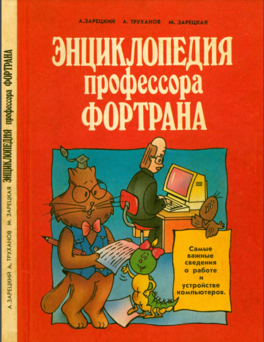 А.ЗАРЕЦКИЙ А. ТРУХАНОВ М. ЗАРЕЦКАЯ
ЭНЦИКЛОПЕДИЯ
профессора
ФОРТРАНА
Самые
важные
сведения
о работе
и
устройстве
компьютеров.
А.ЗАРЕЦКИЙ А. ТРУХАНОВ М. ЗАРЕЦКАЯ ЭНЦИКЛОПЕДИЯ профессора ФОРТРАНА